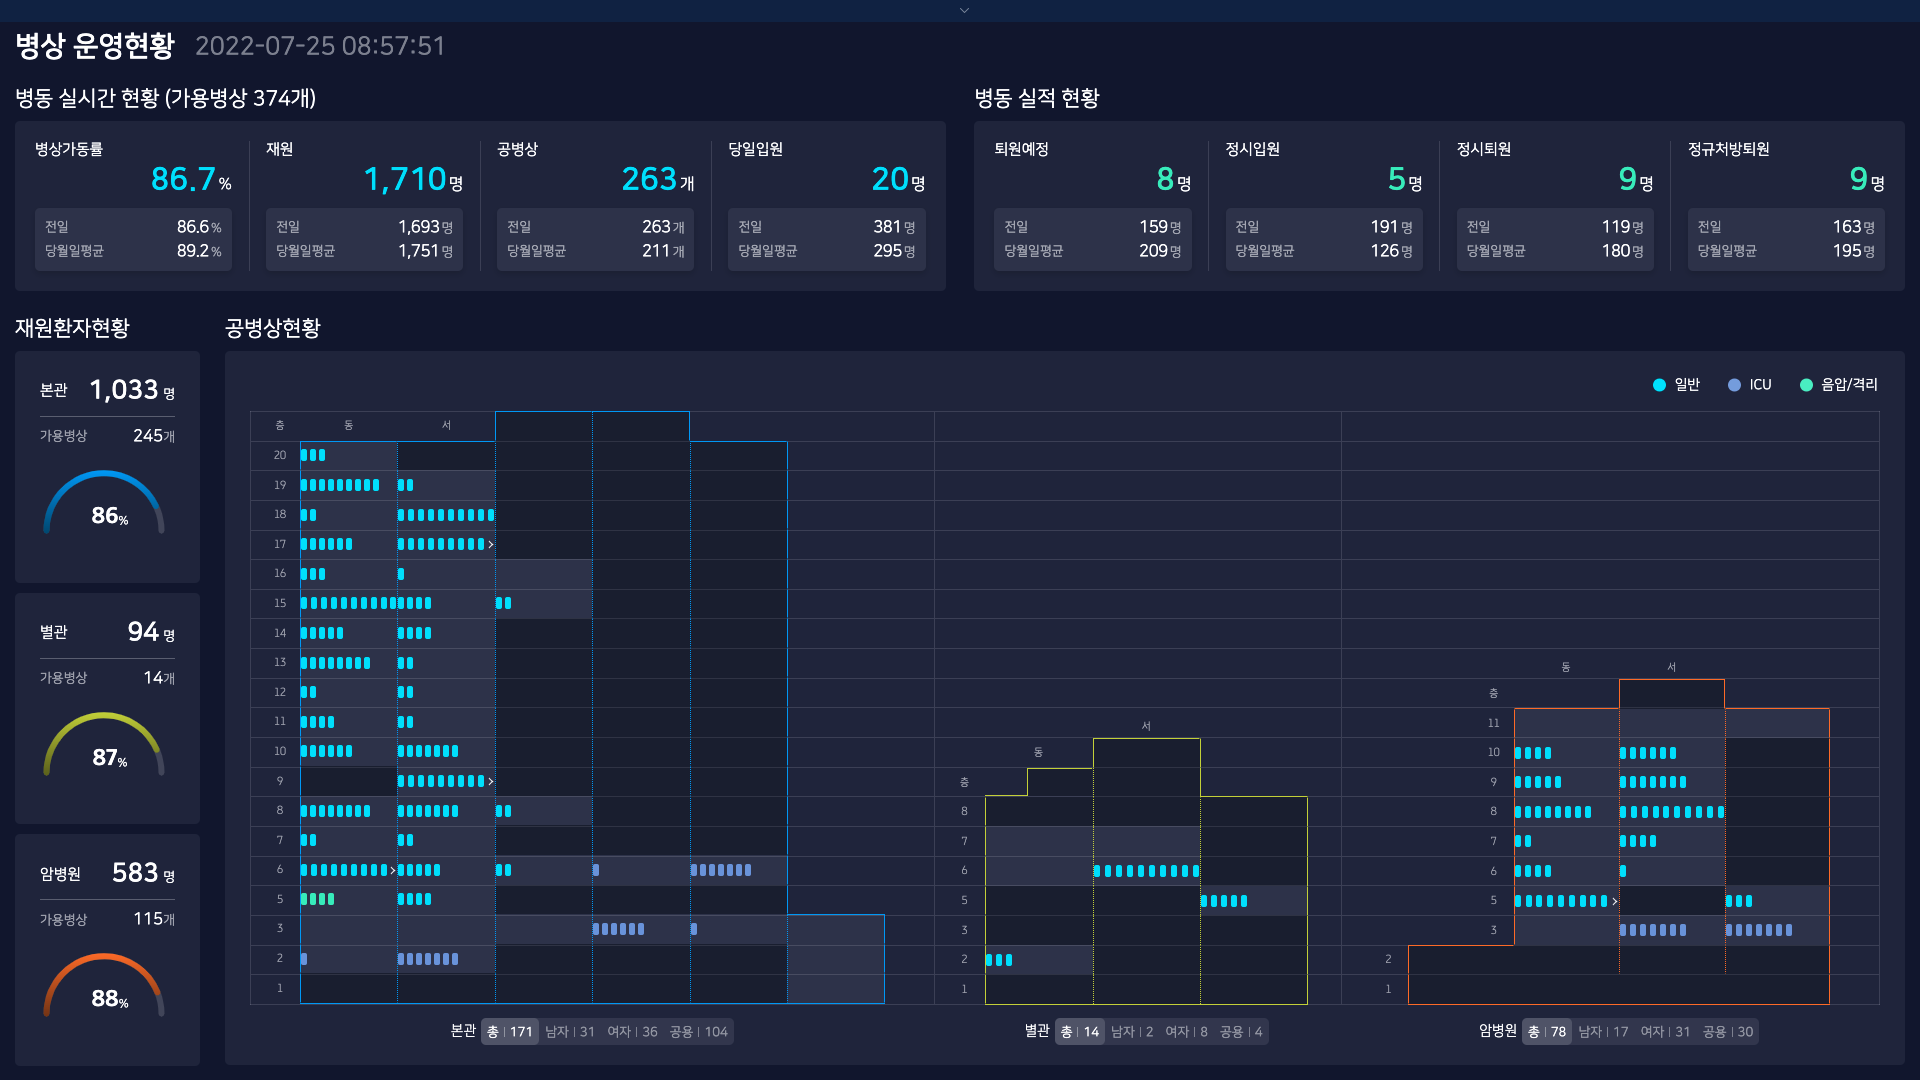 병상 운영현황 2022-07-25 08:57:51
병동 실시간 현황 (가용병상 374개)
병상가동률
86.7%
전일 86.6%
당월일평균 89.2%
재원
1,710명
전일 1,693명
당월일평균 1,751명
공병상
263개
전일 263개
당월일평균 211개
당일입원
20명
전일 381명
당월일평균 295명
병동 실적 현황
퇴원예정
8명
전일 159명
당월일평균 209명
정시입원
5명
전일 191명
당월일평균 126명
정시퇴원
9명
전일 119명
당월일평균 180명
정규처방퇴원
9명
전일 163명
당월일평균 195명
재원환자현황
본관 1,033 명
가용병상 245개
86%
별관 94 명
가용병상 14개
87%
암병원 583 명
가용병상 115개
88%
공병상현황
일반 ICU 음압/격리
층 동 서
20
19
18
17
16
15
14
13
12
11
10
9
8
7
6
5
3
2
1
본관 총 | 171 남자 | 31 여자 | 36 공용 | 104
서
동
층
8
7
6
5
3
2
1
별관 총 | 14 남자 | 2 여자 | 8 공용 | 4
동 서
층
11
10
9
8
7
6
5
3
2
1
암병원 총 | 78 남자 | 17 여자 | 31 공용 | 30